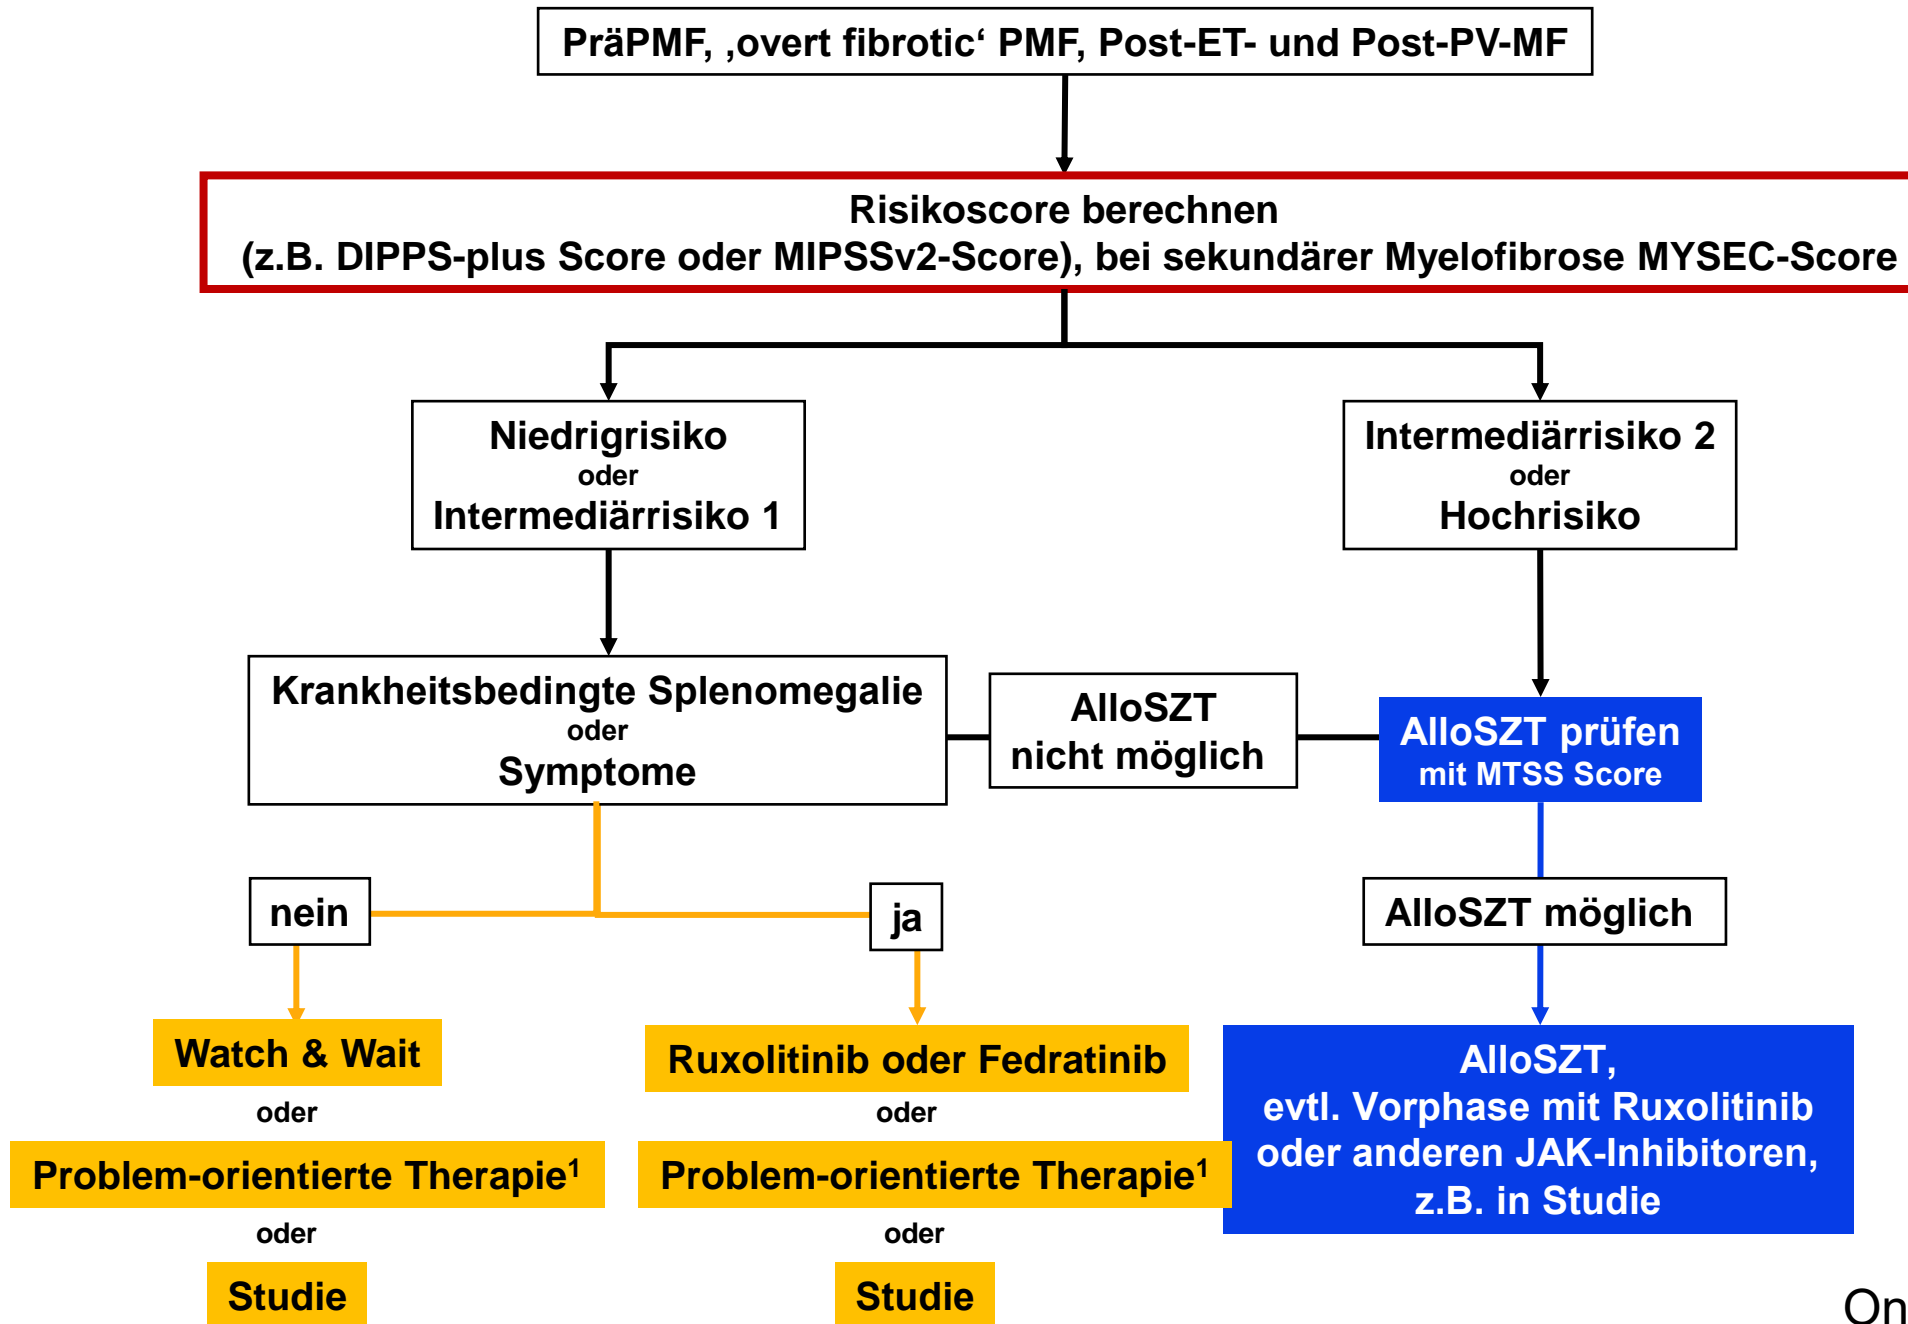 PräPMF, ‚overt fibrotic‘ PMF, Post-ET- und Post-PV-MF
Risikoscore berechnen
(z.B. DIPPS-plus Score oder MIPSSv2-Score), bei sekundärer Myelofibrose MYSEC-Score
Niedrigrisiko
oder
Intermediärrisiko 1
Intermediärrisiko 2
oder
Hochrisiko
Krankheitsbedingte Splenomegalie
oder
Symptome
AlloSZT
nicht möglich
AlloSZT prüfen
mit MTSS Score
nein
ja
AlloSZT möglich
Watch & Wait
oder
Problem-orientierte Therapie¹
oder
Studie
Ruxolitinib oder Fedratinib
oder
Problem-orientierte Therapie¹
oder
Studie
AlloSZT,
evtl. Vorphase mit Ruxolitinib
oder anderen JAK-Inhibitoren,
z.B. in Studie
On